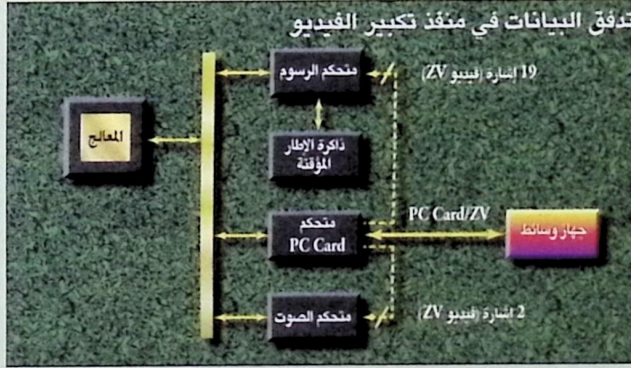 تدفق البيانات في منفذ تكبير الفيديو
متحكم الرسوم
19 إشارة (فيديو ZV)
المعالج
ذاكرة الإطار
المؤقتة
PC Card/ZV
متحكم
PC Card
جهاز وسائط
متحكم الصوت
2 إشارة (فيديو ZV)